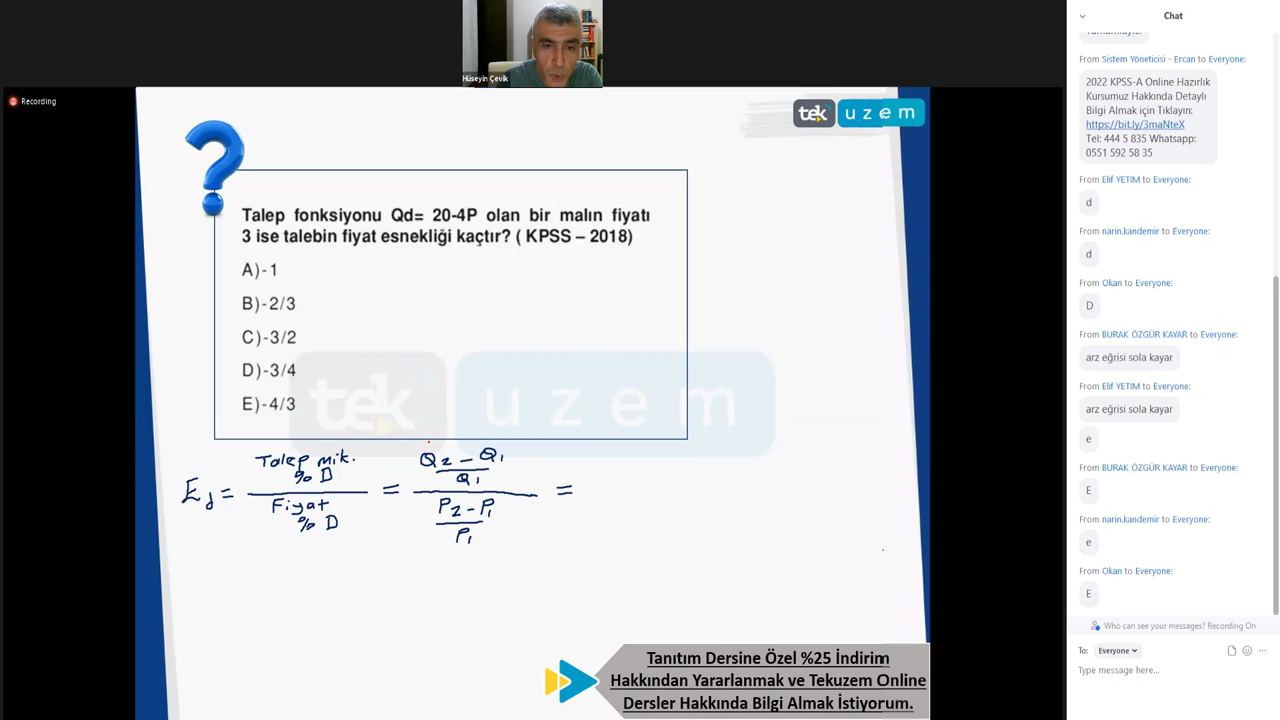 Hüseyin Çevik
Recording
tek uzem
?
Talep fonksiyonu Qd= 20-4P olan bir malın fiyatı
3 ise talebin fiyat esnekliği kaçtır? ( KPSS – 2018)
A)-1
B)-2/3
C)-3/2
D)-3/4
E)-4/3
tek uzem
Ed = Talep mik. % D / Fiyat % D = Q2 - Q1 / Q1 / P2 - P1 / P1 =
Tanıtım Dersine Özel %25 İndirim
Hakkından Yararlanmak ve Tekuzem Online
Dersler Hakkında Bilgi Almak İstiyorum.
Chat
From Sistem Yöneticisi - Ercan to Everyone:
2022 KPSS-A Online Hazırlık
Kursumuz Hakkında Detaylı
Bilgi Almak için Tıklayın:
https://bit.ly/3maNteX
Tel: 444 5 835 Whatsapp:
0551 592 58 35
From Elif YETIM to Everyone:
d
From narin.kandemir to Everyone:
d
From Okan to Everyone:
D
From BURAK ÖZGÜR KAYAR to Everyone:
arz eğrisi sola kayar
From Elif YETIM to Everyone:
arz eğrisi sola kayar
e
From BURAK ÖZGÜR KAYAR to Everyone:
E
From narin.kandemir to Everyone:
e
From Okan to Everyone:
E
Who can see your messages? Recording On
To: Everyone
Type message here...